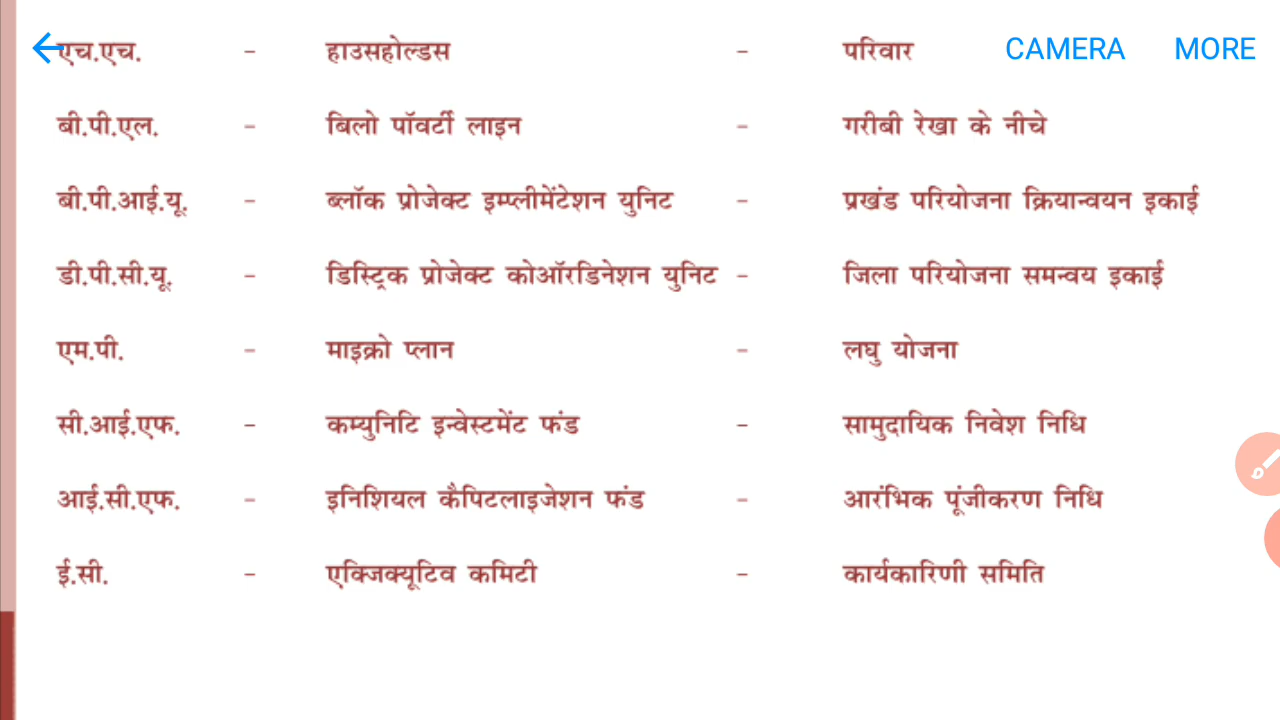 एच.एच. - हाउसहोल्डस - परिवार CAMERA MORE
बी.पी.एल. - बिलो पॉवर्टी लाइन - गरीबी रेखा के नीचे
बी.पी.आई.यू. - ब्लॉक प्रोजेक्ट इम्प्लीमेंटेशन युनिट - प्रखंड परियोजना क्रियान्वयन इकाई
डी.पी.सी.यू. - डिस्ट्रिक प्रोजेक्ट कोऑरडिनेशन युनिट - जिला परियोजना समन्वय इकाई
एम.पी. - माइक्रो प्लान - लघु योजना
सी.आई.एफ. - कम्युनिटि इन्वेस्टमेंट फंड - सामुदायिक निवेश निधि
आई.सी.एफ. - इनिशियल कैपिटलाइजेशन फंड - आरंभिक पूंजीकरण निधि
ई.सी. - एक्जिक्यूटिव कमिटी - कार्यकारिणी समिति